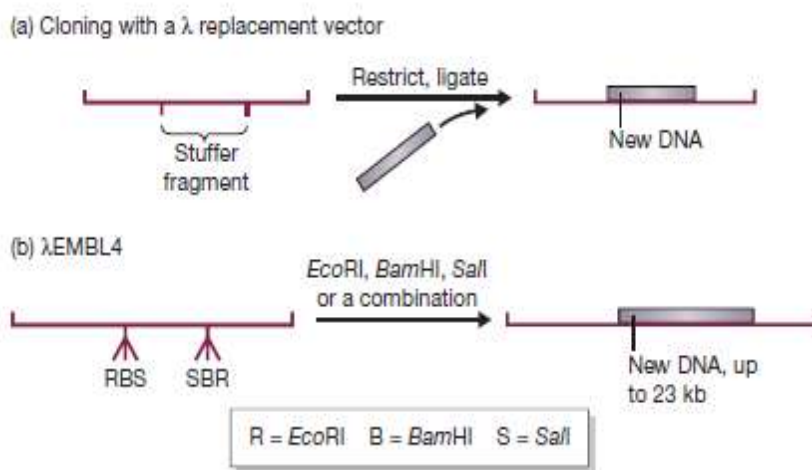 (a) Cloning with a λ replacement vector
Restrict, ligate
Stuffer
fragment
New DNA
(b) λEMBL4
EcoRI, BamHI, SalI
or a combination
RBS
SBR
New DNA, up
to 23 kb
R = EcoRI B = BamHI S = SalI